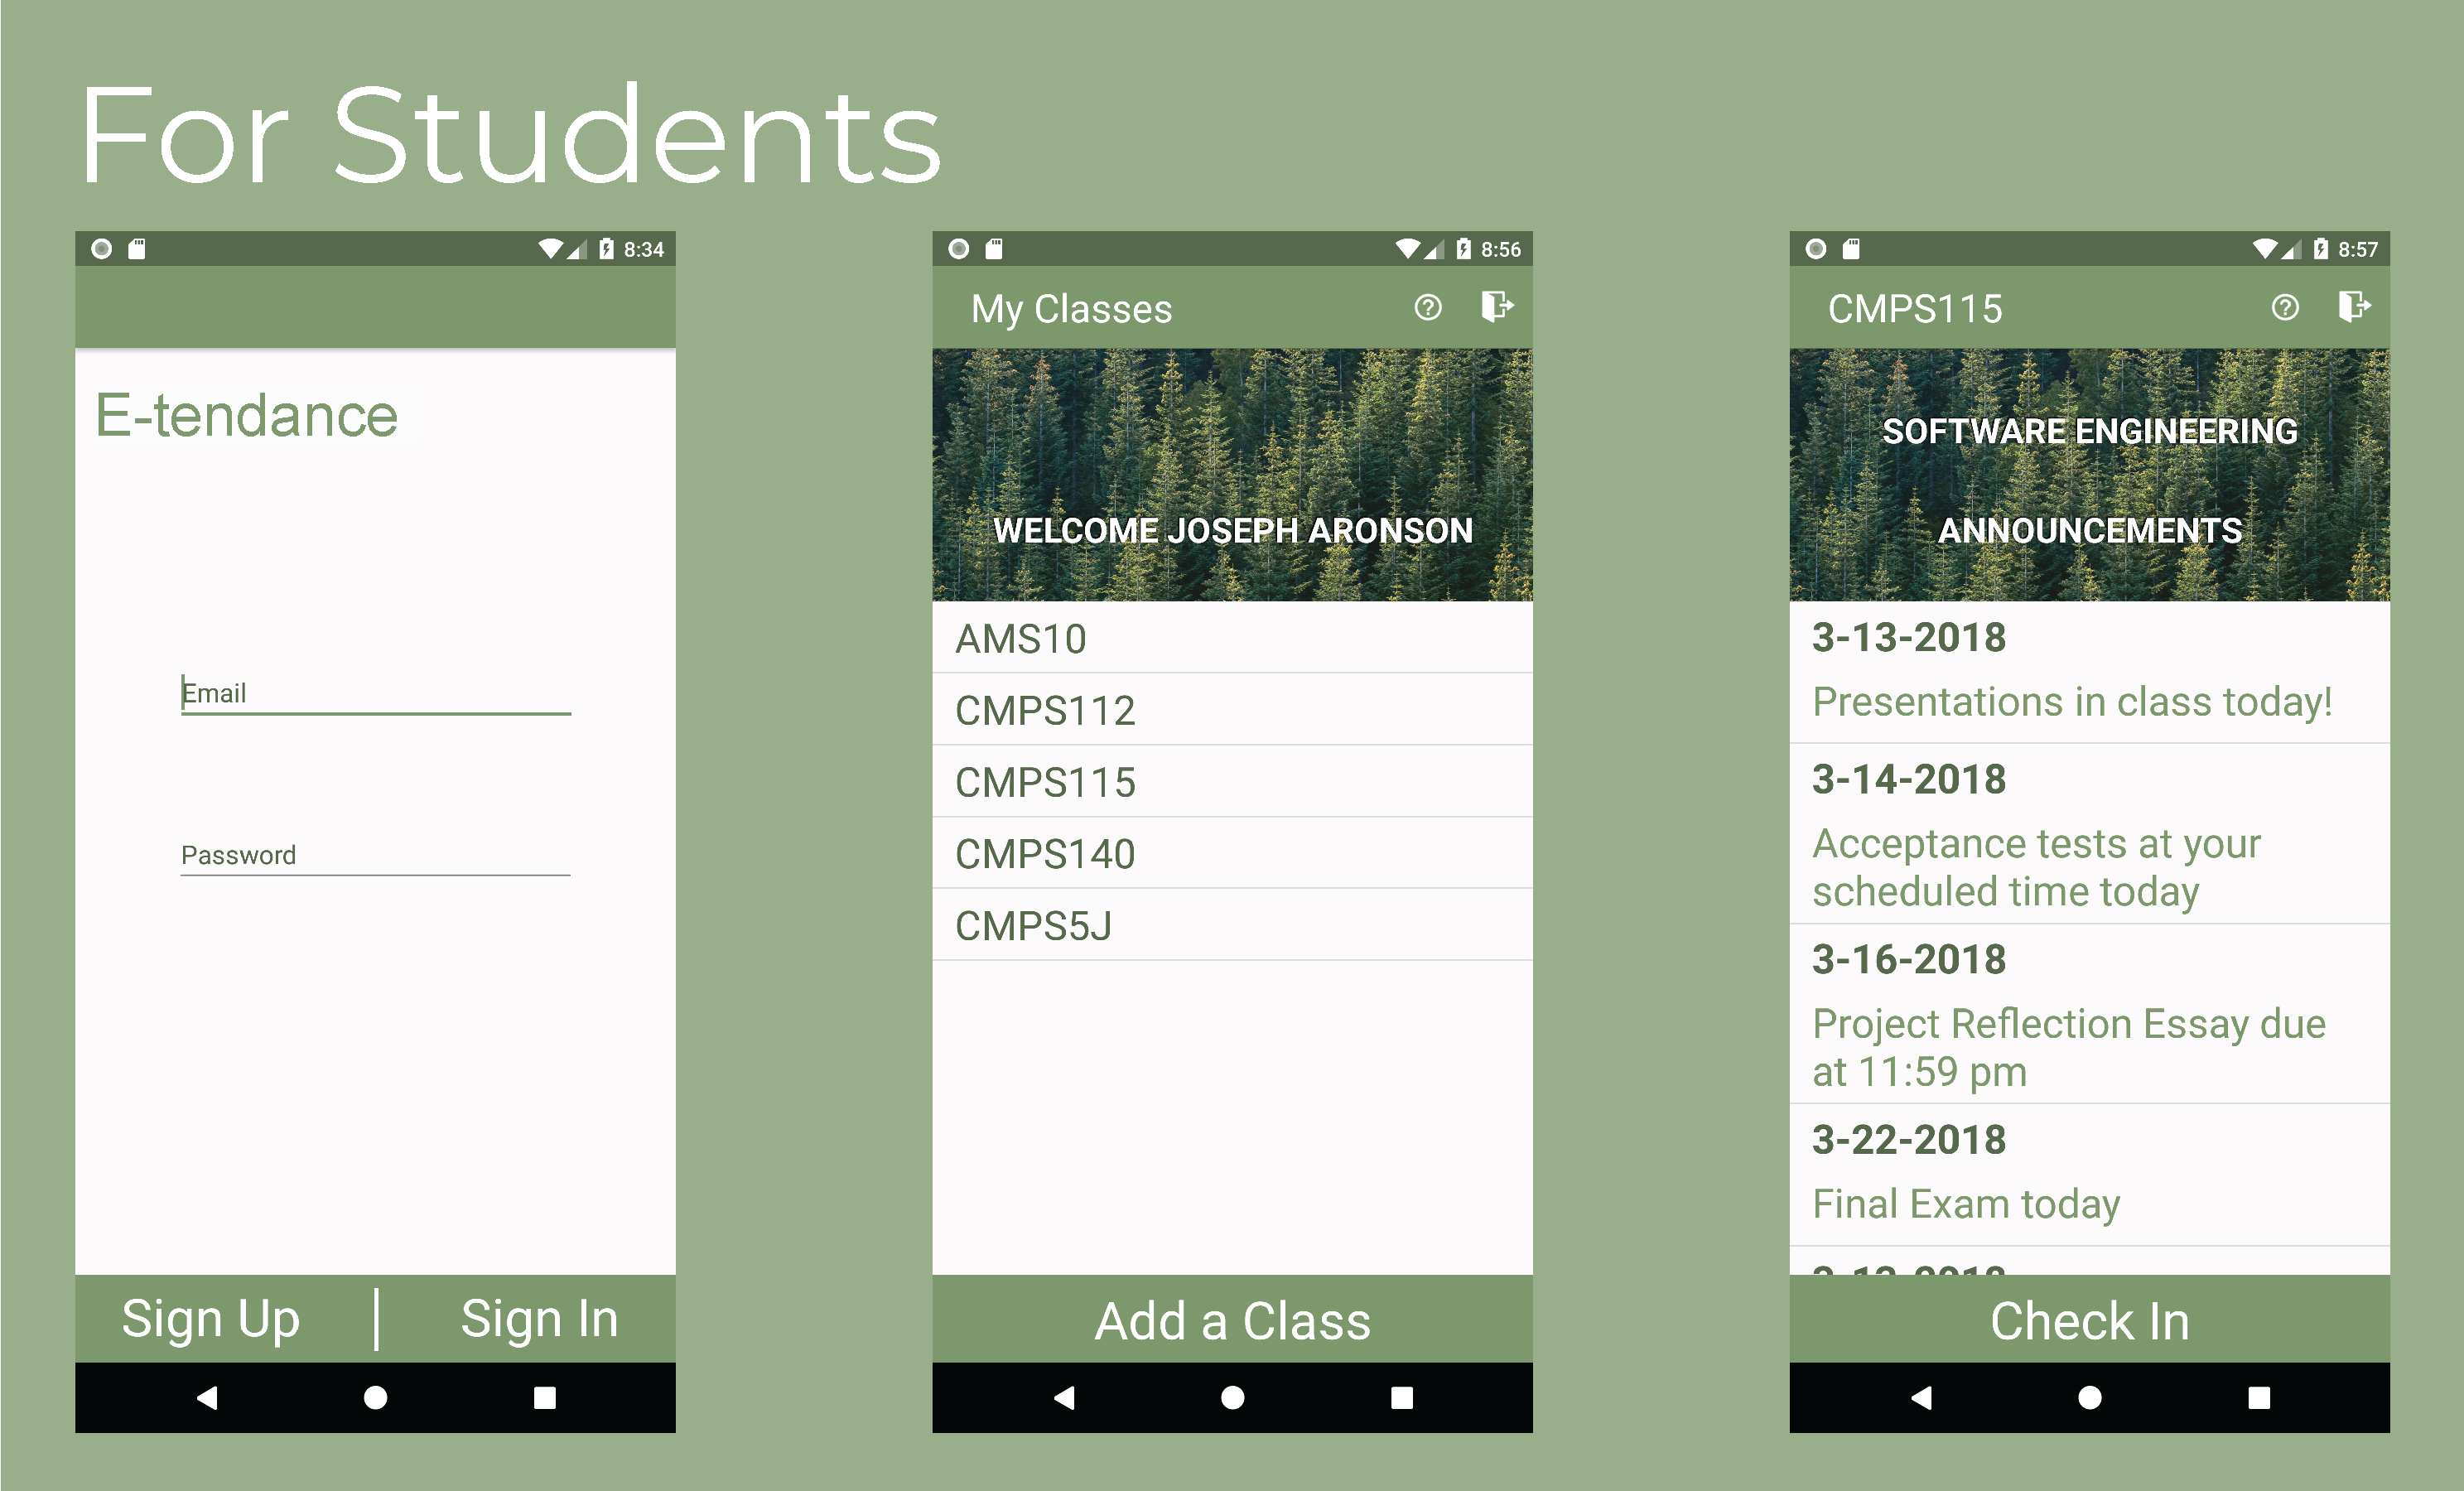 For Students
8:34
E-tendance
Email
Password
Sign Up | Sign In
8:56
My Classes
WELCOME JOSEPH ARONSON
AMS10
CMPS112
CMPS115
CMPS140
CMPS5J
Add a Class
8:57
CMPS115
SOFTWARE ENGINEERING
ANNOUNCEMENTS
3-13-2018
Presentations in class today!
3-14-2018
Acceptance tests at your
scheduled time today
3-16-2018
Project Reflection Essay due
at 11:59 pm
3-22-2018
Final Exam today
Check In